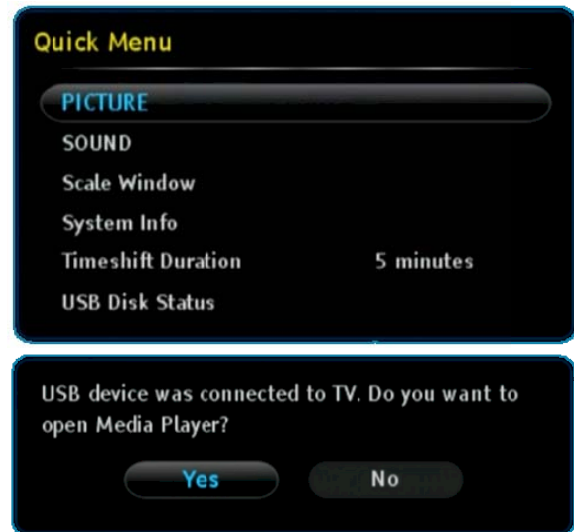 Quick Menu
PICTURE
SOUND
Scale Window
System Info
Timeshift Duration 5 minutes
USB Disk Status
USB device was connected to TV. Do you want to
open Media Player?
Yes No